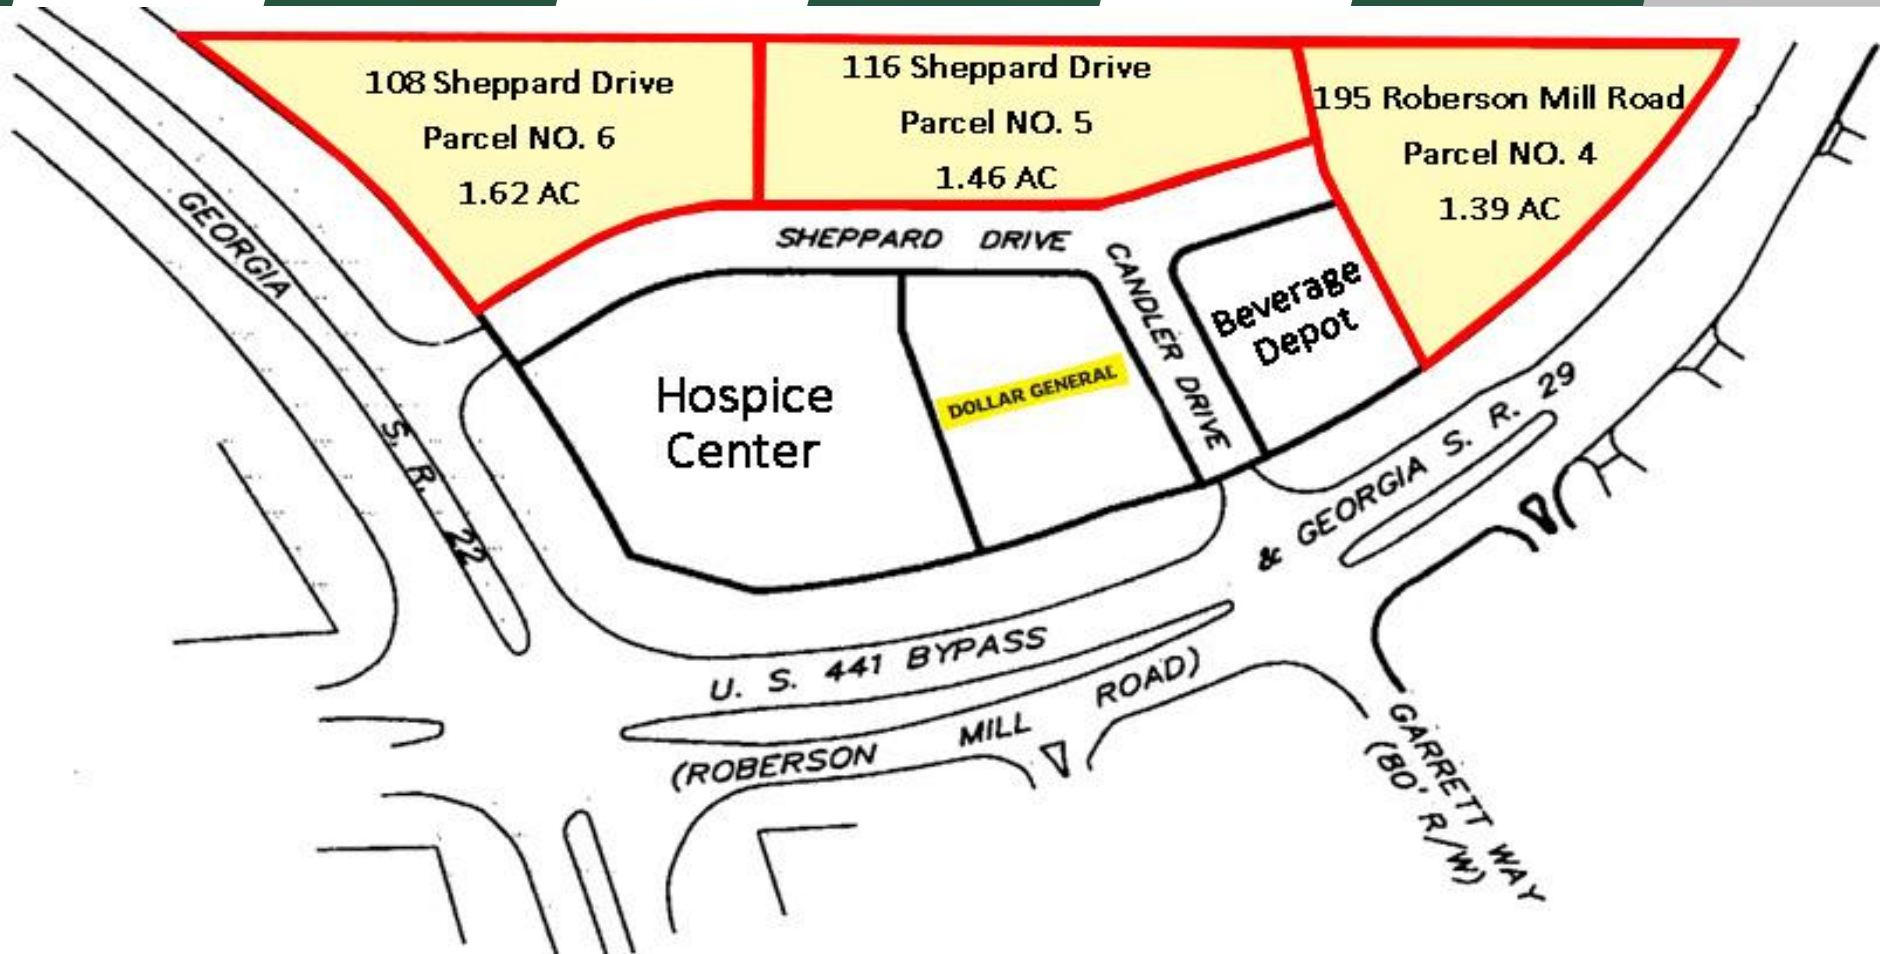 108 Sheppard Drive
Parcel NO. 6
1.62 AC
116 Sheppard Drive
Parcel NO. 5
1.46 AC
195 Roberson Mill Road
Parcel NO. 4
1.39 AC
GEORGIA S. R. 22
SHEPPARD DRIVE
CANDLER DRIVE
Beverage
Depot
Hospice
Center
DOLLAR GENERAL
U. S. 441 BYPASS & GEORGIA S. R. 29
(ROBERSON MILL ROAD)
GARRETT WAY
(80' R/W)